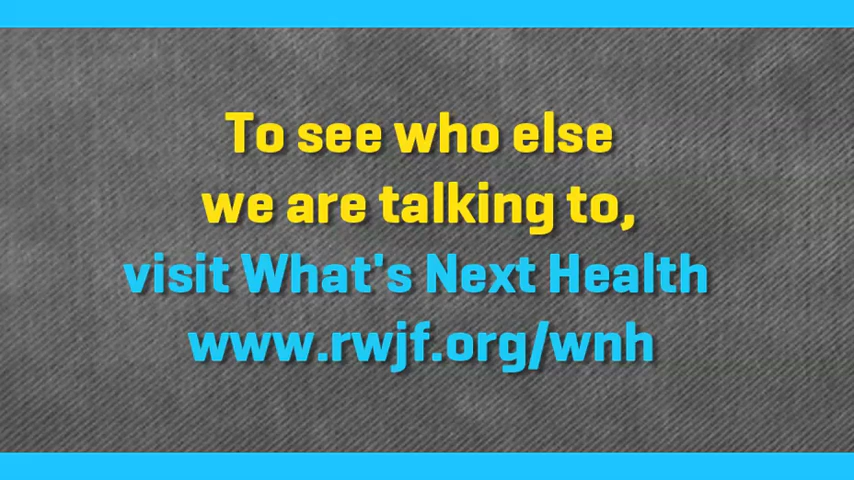 To see who else
we are talking to,
visit What's Next Health
www.rwjf.org/wnh